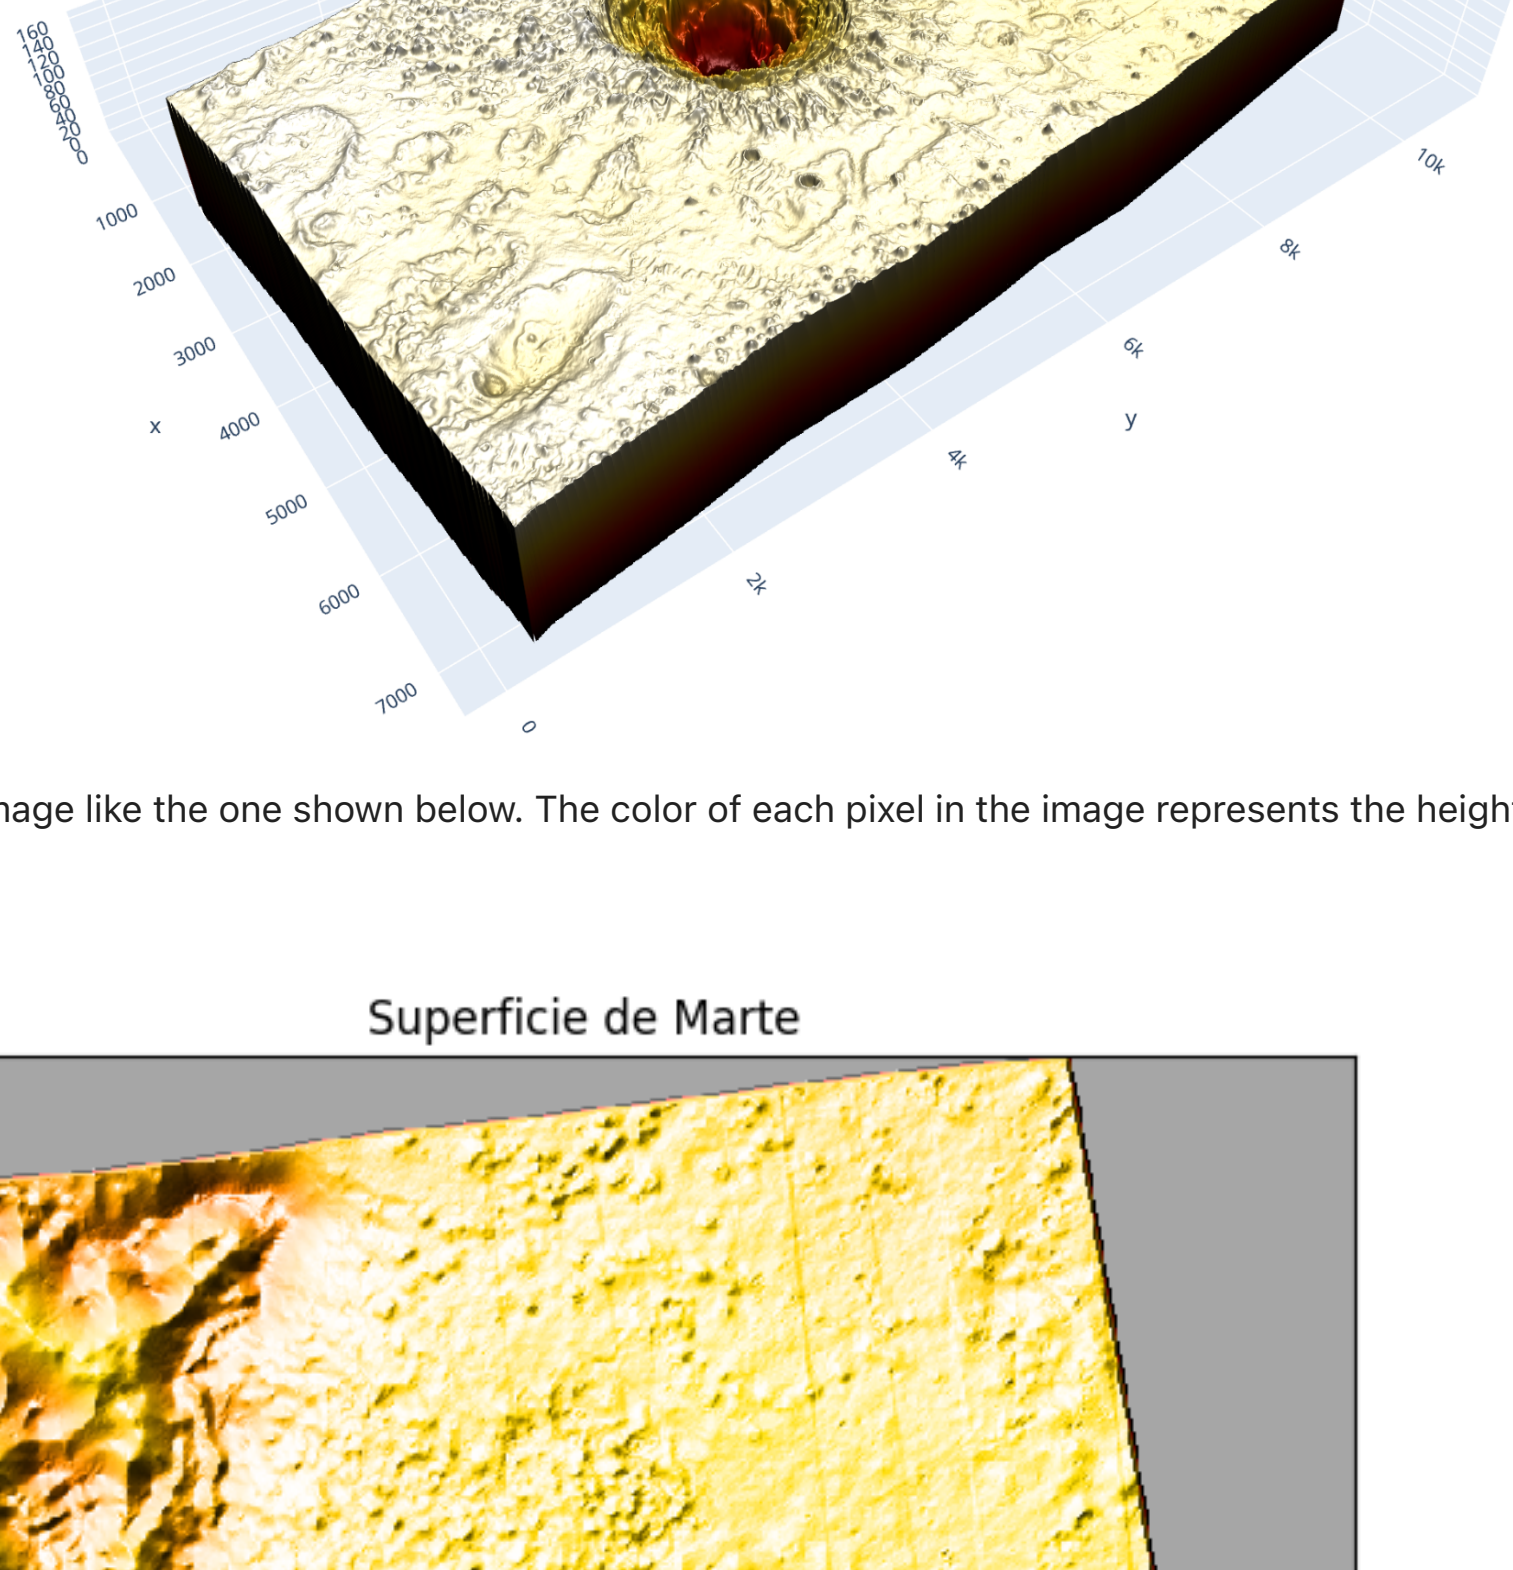 160
140
120
100
80
60
40
20
0
1000
2000
3000
4000
5000
6000
7000
x
0
2k
4k
6k
8k
10k
y
mage like the one shown below. The color of each pixel in the image represents the heigh
Superficie de Marte